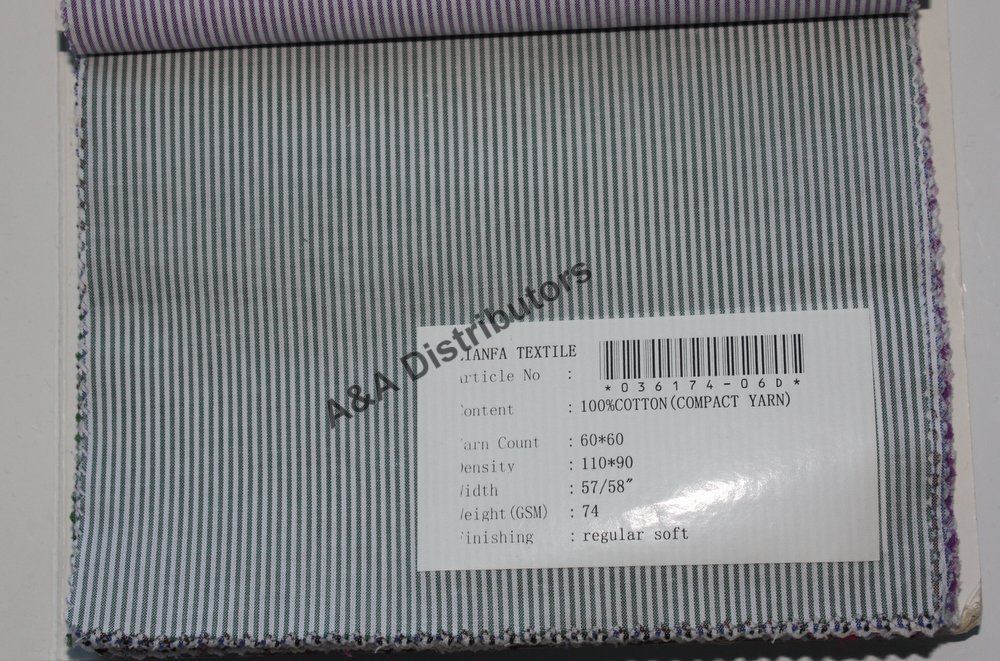 A&A Distributors
IANFA TEXTILE
rticle No :
*036174-06D*
ontent : 100%COTTON(COMPACT YARN)
arn Count : 60*60
ensity : 110*90
idth : 57/58"
eight(GSM) : 74
inishing : regular soft